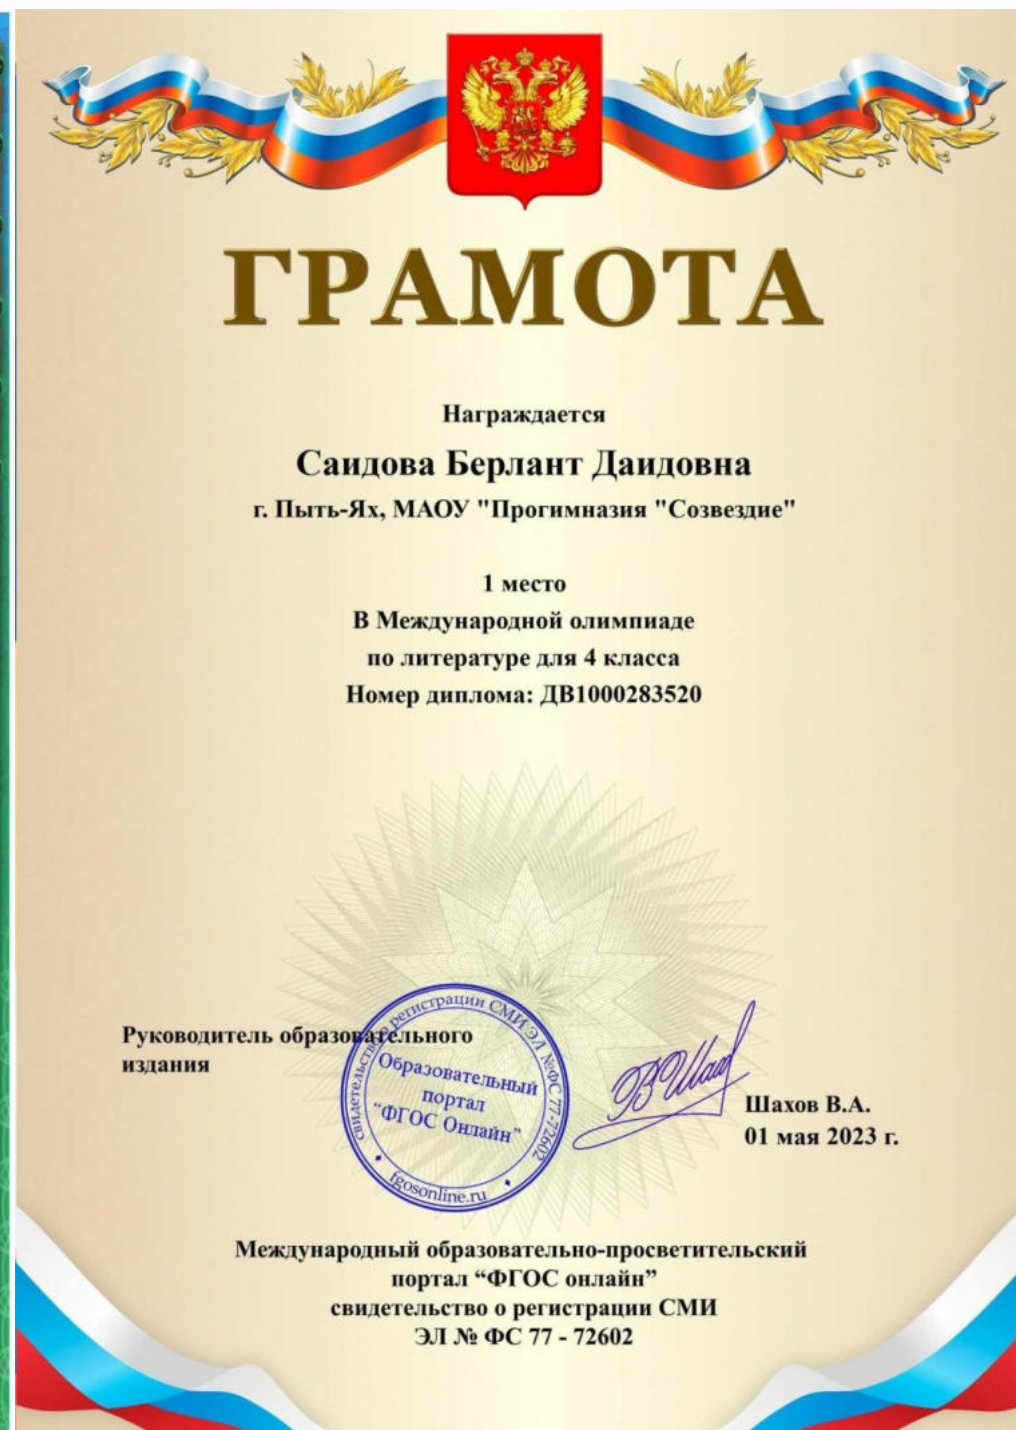 ГРАМОТА
Награждается
Саидова Берлант Даидовна
г. Пыть-Ях, МАОУ "Прогимназия "Созвездие"
1 место
В Международной олимпиаде
по литературе для 4 класса
Номер диплома: ДВ1000283520
Руководитель образовательного
издания
свидетельство о регистрации СМИ ЭЛ №ФС 77-72602
Образовательный
портал
“ФГОС Онлайн”
fgosonline.ru
Шахов В.А.
01 мая 2023 г.
Международный образовательно-просветительский
портал “ФГОС онлайн”
свидетельство о регистрации СМИ
ЭЛ № ФС 77 - 72602